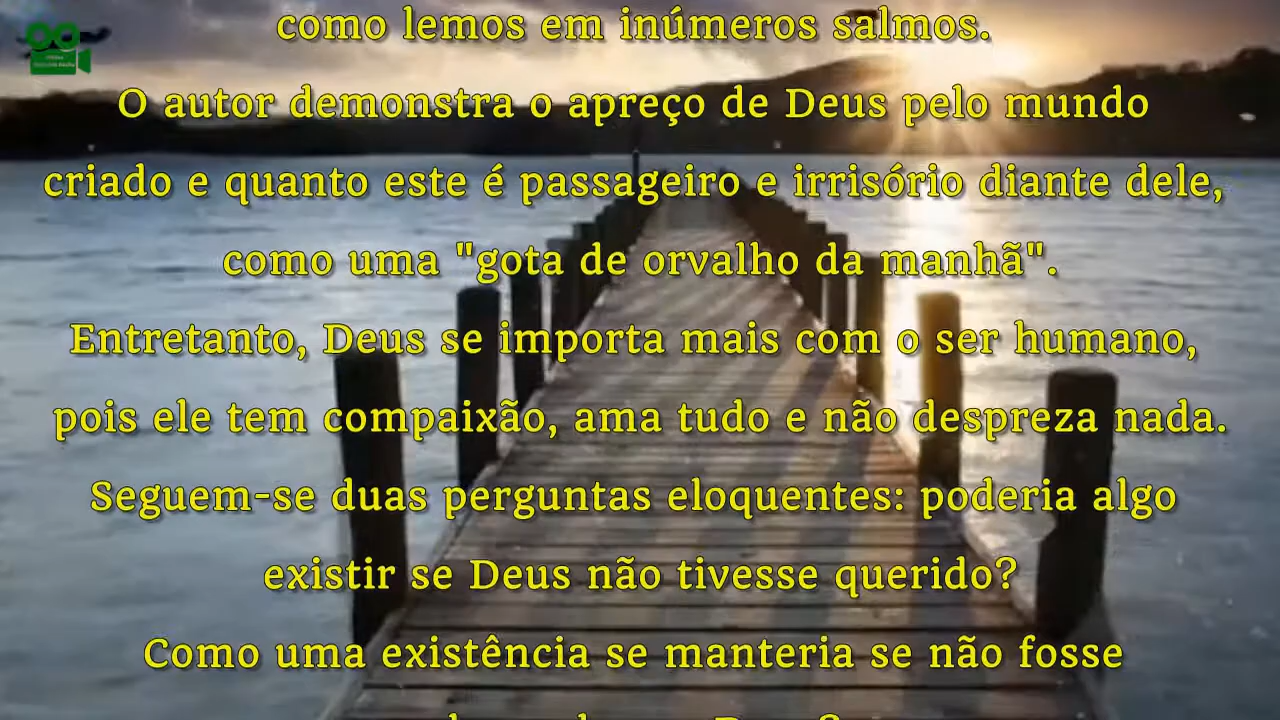 como lemos em inúmeros salmos.
O autor demonstra o apreço de Deus pelo mundo
criado e quanto este é passageiro e irrisório diante dele,
como uma "gota de orvalho da manhã".
Entretanto, Deus se importa mais com o ser humano,
pois ele tem compaixão, ama tudo e não despreza nada.
Seguem-se duas perguntas eloquentes: poderia algo
existir se Deus não tivesse querido?
Como uma existência se manteria se não fosse